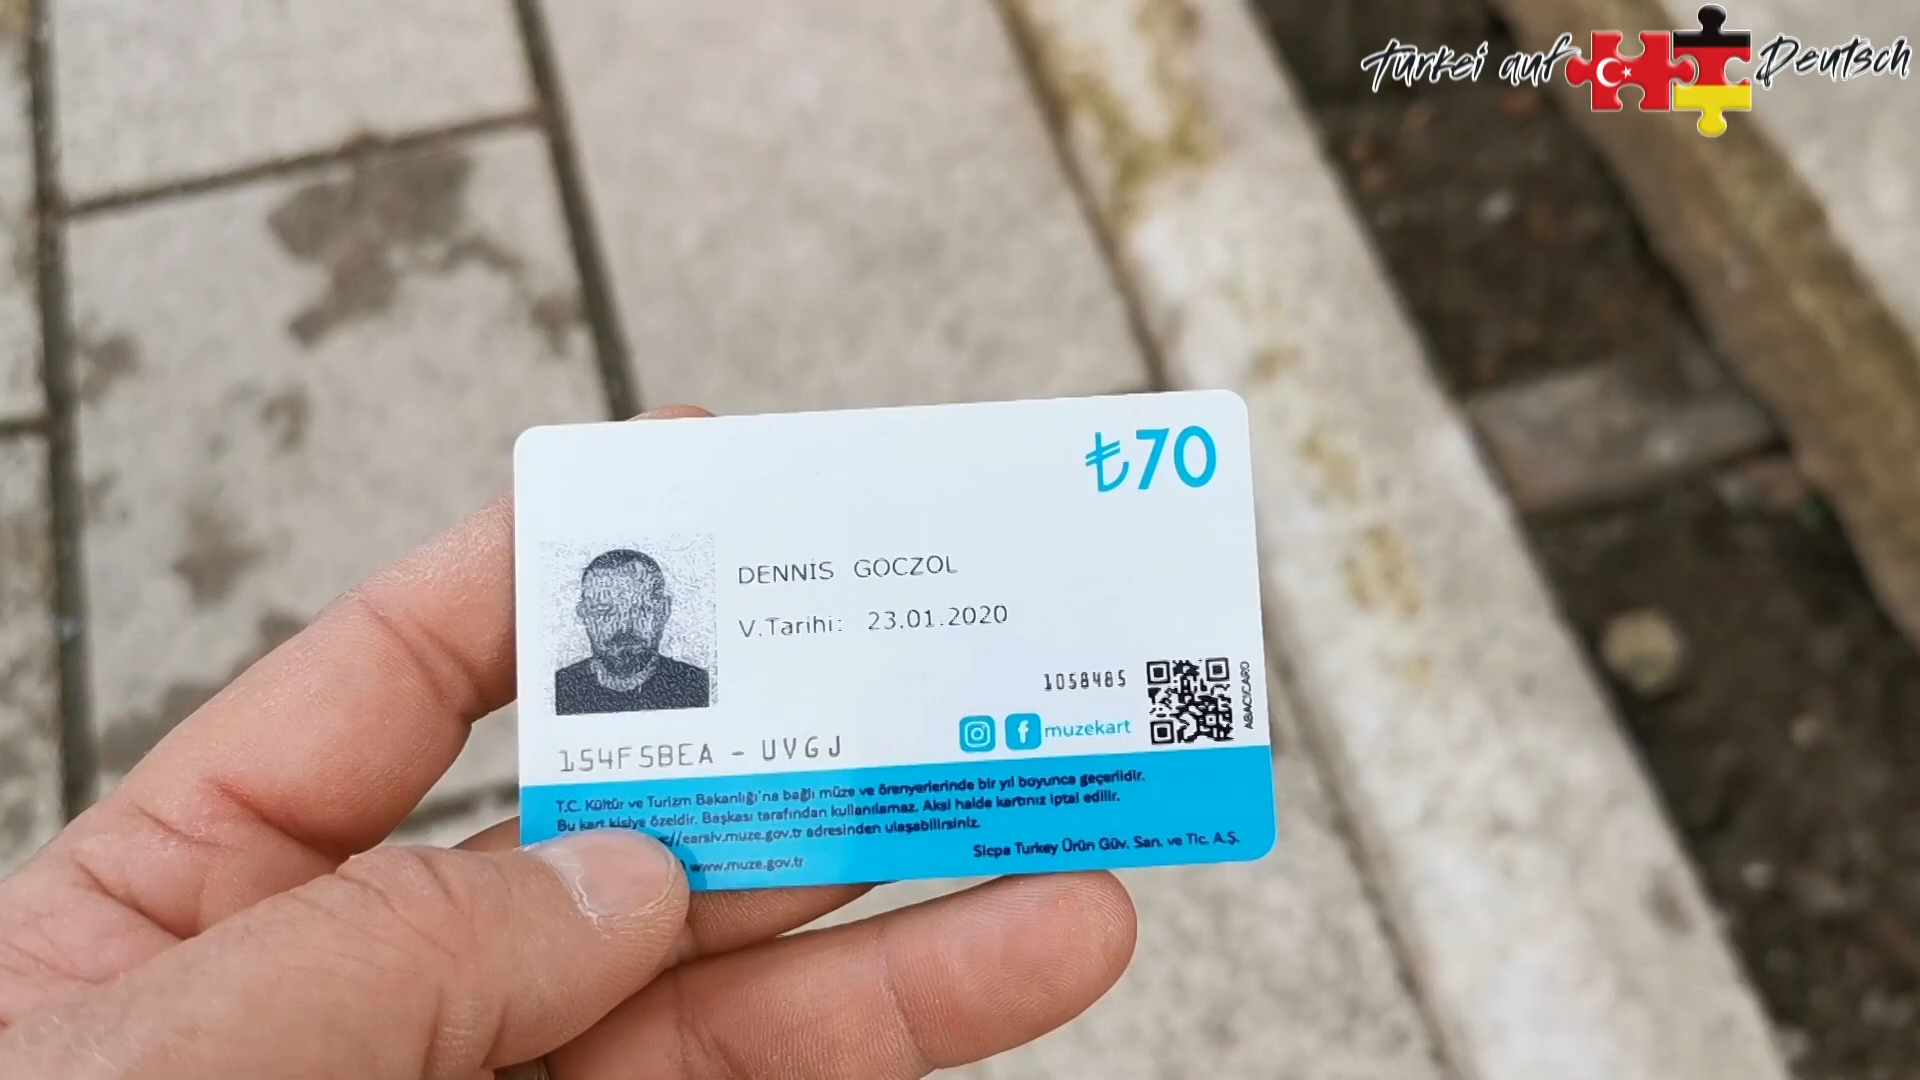 Türkei auf Deutsch
₺70
DENNİS GOCZOL
V.Tarihi: 23.01.2020
1058485
muzekart
ABACICARD
154F5BEA - UVGJ
T.C. Kültür ve Turizm Bakanlığı'na bağlı müze ve örenyerlerinde bir yıl boyunca geçerlidir.
Bu kart kişiye özeldir. Başkası tarafından kullanılamaz. Aksi halde kartınız iptal edilir.
//earsiv.muze.gov.tr adresinden ulaşabilirsiniz.
www.muze.gov.tr
Sicpa Turkey Ürün Güv. San. ve Tic. A.Ş.